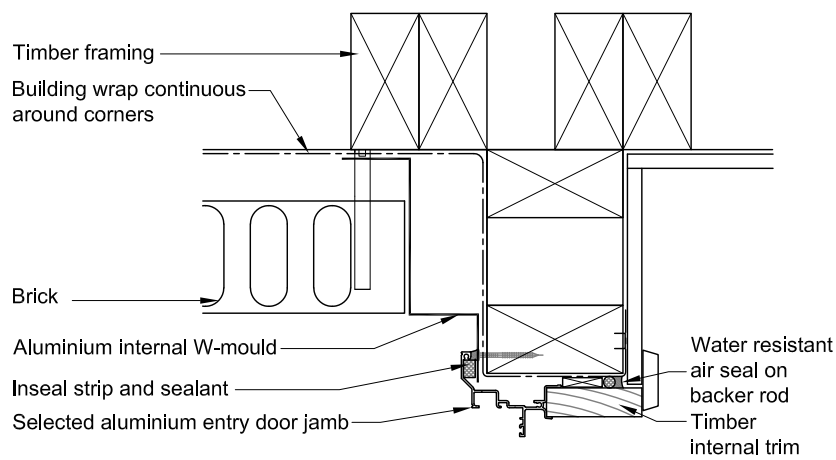 Timber framing
Building wrap continuous
around corners
Brick
Aluminium internal W-mould
Inseal strip and sealant
Selected aluminium entry door jamb
Water resistant
air seal on
backer rod
Timber
internal trim